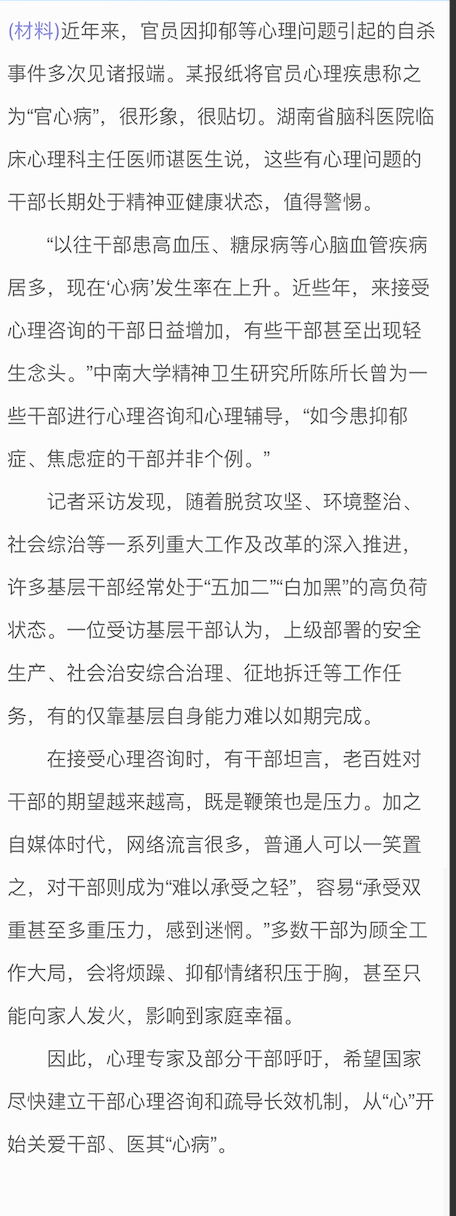 (材料)近年来，官员因抑郁等心理问题引起的自杀
事件多次见诸报端。某报纸将官员心理疾患称之
为“官心病”，很形象，很贴切。湖南省脑科医院临
床心理科主任医师谌医生说，这些有心理问题的
干部长期处于精神亚健康状态，值得警惕。
“以往干部患高血压、糖尿病等心脑血管疾病
居多，现在‘心病’发生率在上升。近些年，来接受
心理咨询的干部日益增加，有些干部甚至出现轻
生念头。”中南大学精神卫生研究所陈所长曾为一
些干部进行心理咨询和心理辅导，“如今患抑郁
症、焦虑症的干部并非个例。”
记者采访发现，随着脱贫攻坚、环境整治、
社会综治等一系列重大工作及改革的深入推进，
许多基层干部经常处于“五加二”“白加黑”的高负荷
状态。一位受访基层干部认为，上级部署的安全
生产、社会治安综合治理、征地拆迁等工作任
务，有的仅靠基层自身能力难以如期完成。
在接受心理咨询时，有干部坦言，老百姓对
干部的期望越来越高，既是鞭策也是压力。加之
自媒体时代，网络流言很多，普通人可以一笑置
之，对干部则成为“难以承受之轻”，容易“承受双
重甚至多重压力，感到迷惘。”多数干部为顾全工
作大局，会将烦躁、抑郁情绪积压于胸，甚至只
能向家人发火，影响到家庭幸福。
因此，心理专家及部分干部呼吁，希望国家
尽快建立干部心理咨询和疏导长效机制，从“心”开
始关爱干部、医其“心病”。